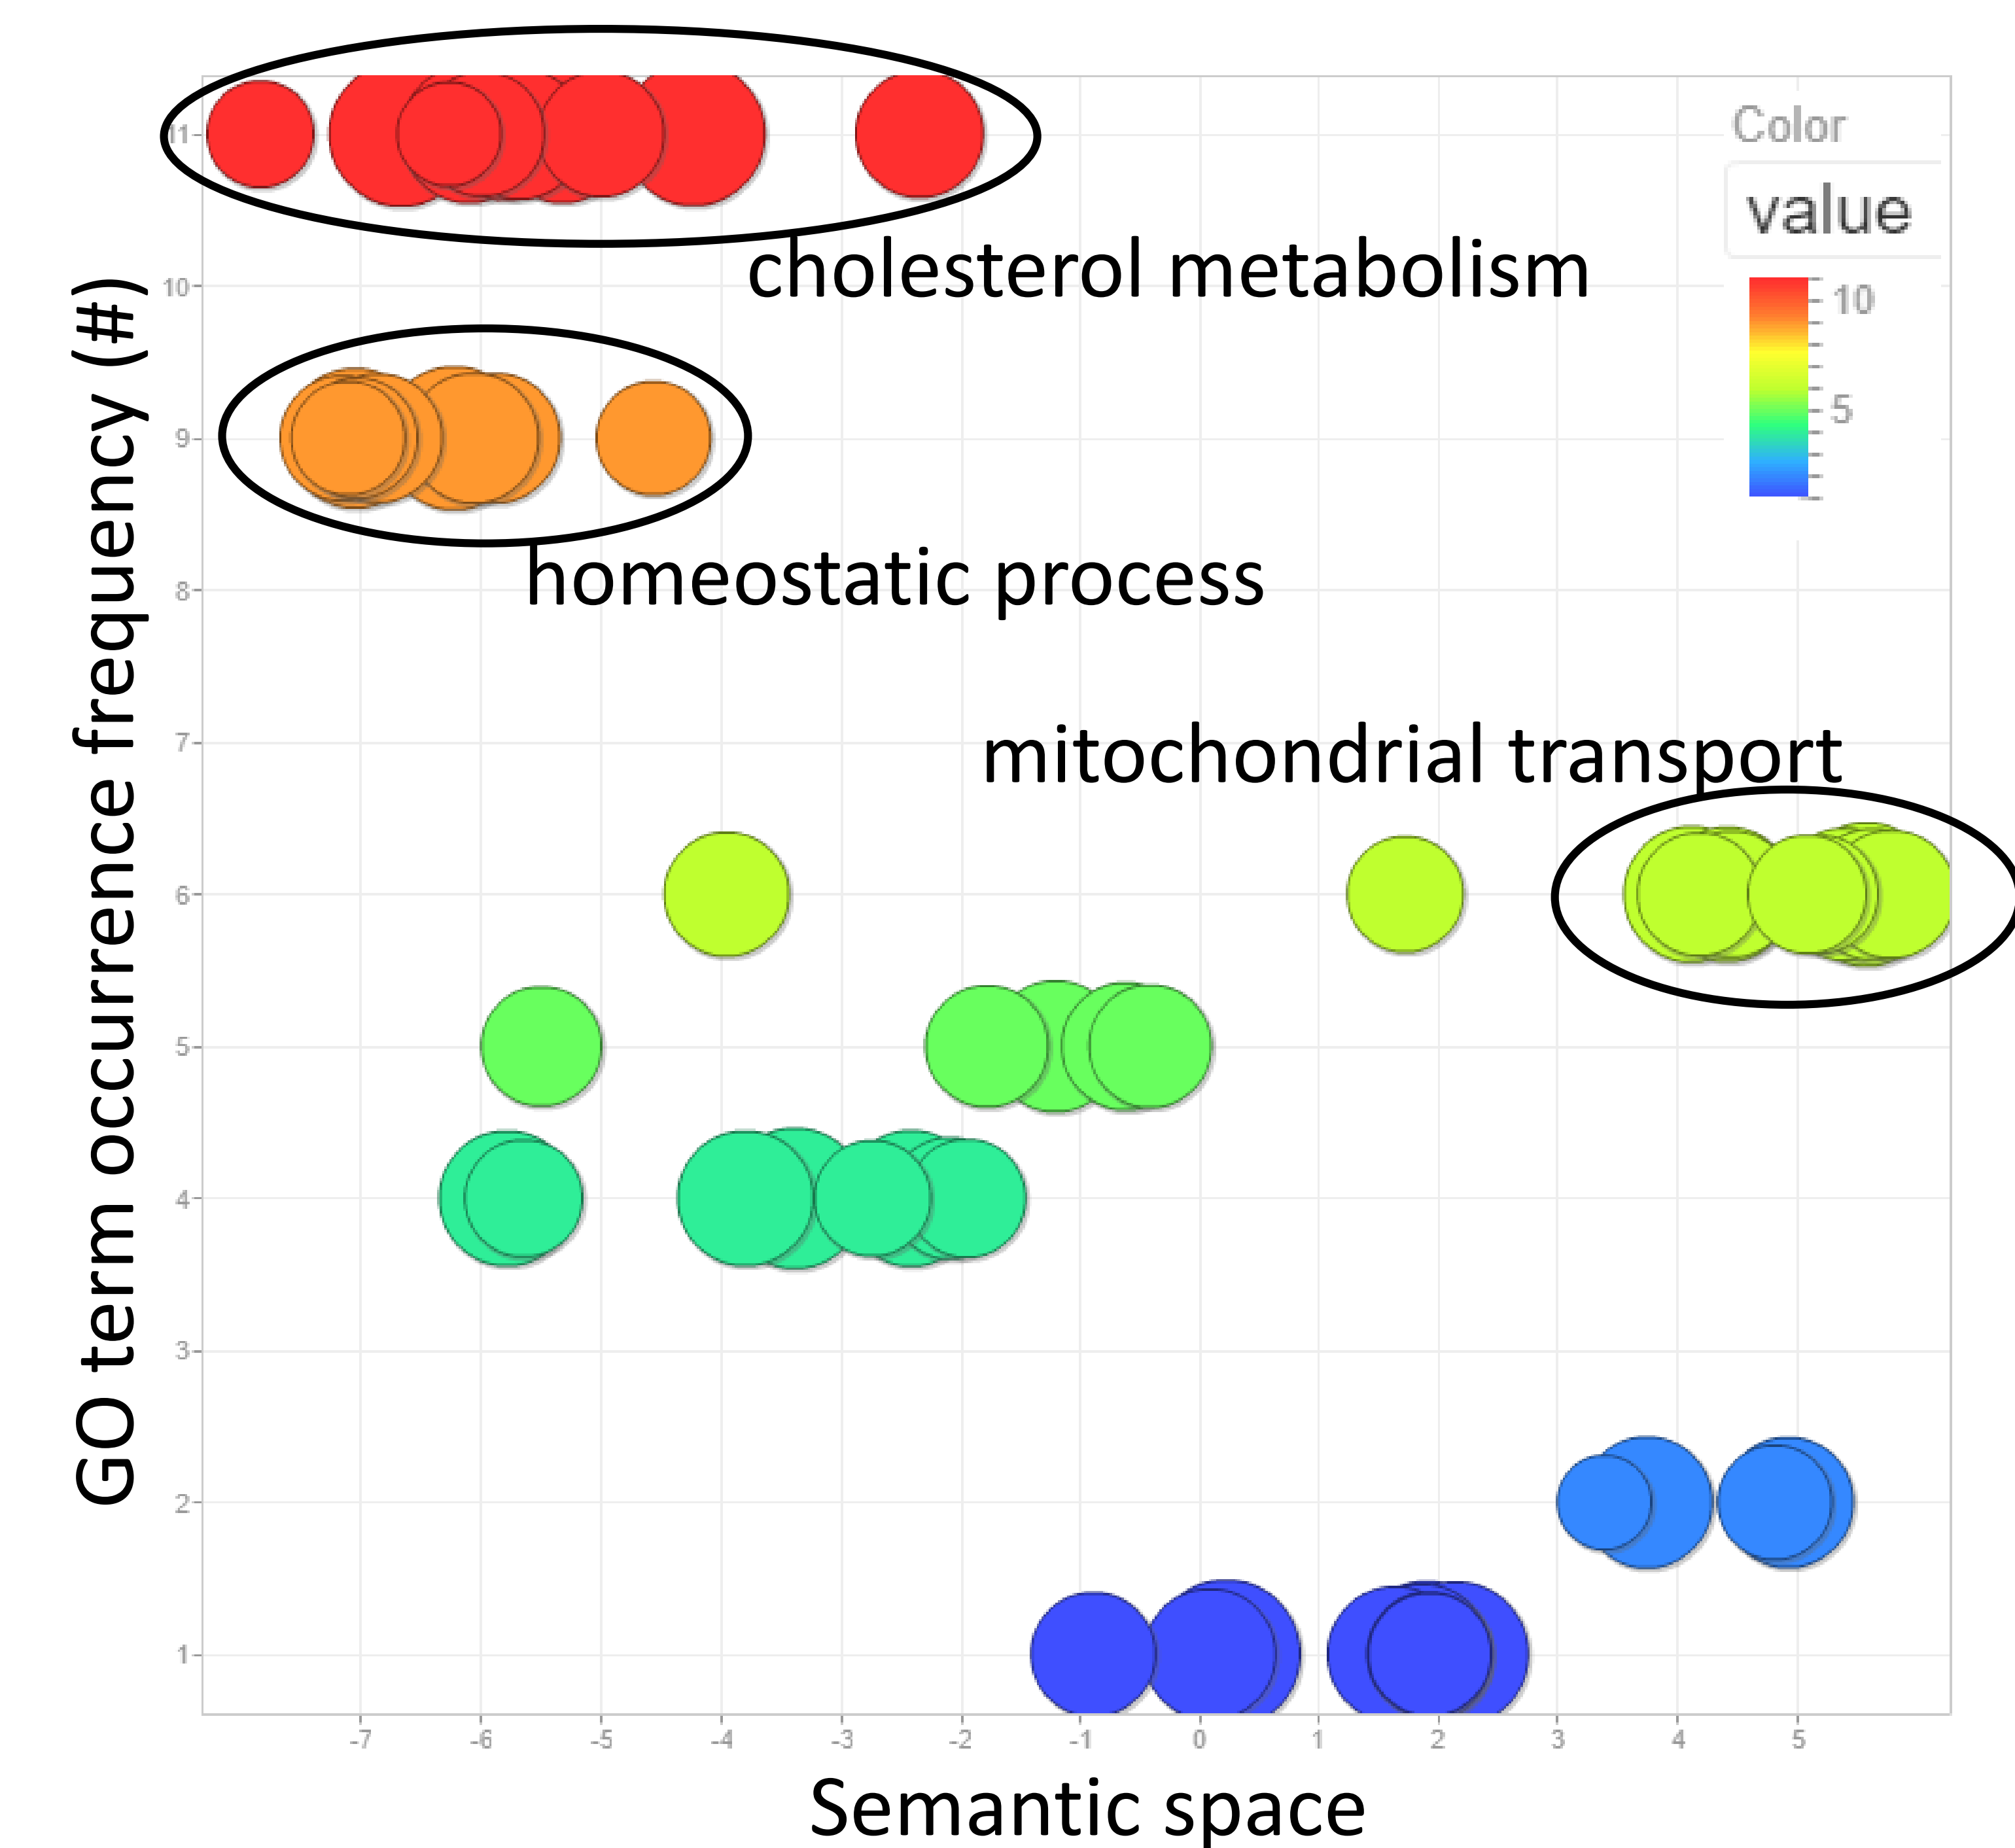 GO term occurrence frequency (#)
11
10
9
8
7
6
5
4
3
2
1
cholesterol metabolism
homeostatic process
mitochondrial transport
Color
value
10
5
-7 -6 -5 -4 -3 -2 -1 0 1 2 3 4 5
Semantic space